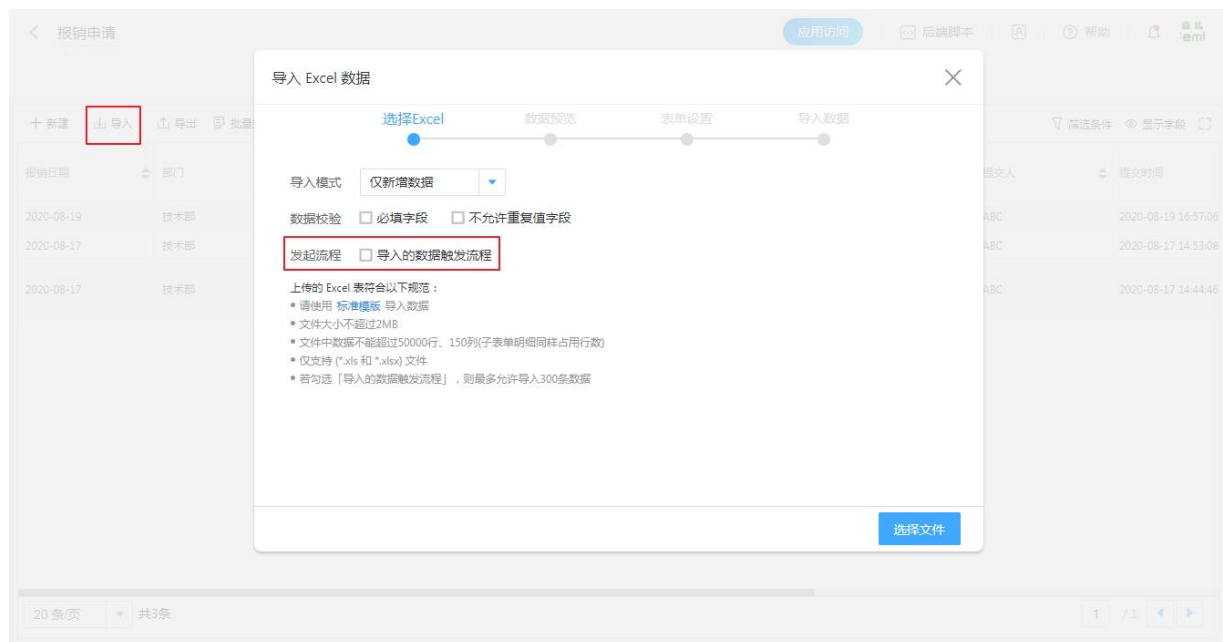 报销申请
应用访问
后端脚本
帮助
导入 Excel 数据
新建
导入
导出
选择Excel
数据预览
表单设置
导入数据
筛选条件
显示字段
报销日期
部门
提交时间
导入模式 仅新增数据
数据校验 必填字段 不允许重复值字段
2020-08-19 技术部 ABC 2020-08-19 16:57:06
2020-08-17 技术部 ABC 2020-08-17 14:53:08
发起流程 导入的数据触发流程
2020-08-17 技术部 ABC 2020-08-17 14:44:46
上传的 Excel 表符合以下规范：
• 请使用 标准模版 导入数据
• 文件大小不超过2MB
• 文件中数据不能超过50000行、150列(子表单明细同样占用行数)
• 仅支持 (*.xls 和 *.xlsx) 文件
• 若勾选「导入的数据触发流程」，则最多允许导入300条数据
选择文件
20 条/页 共3条
1 /1